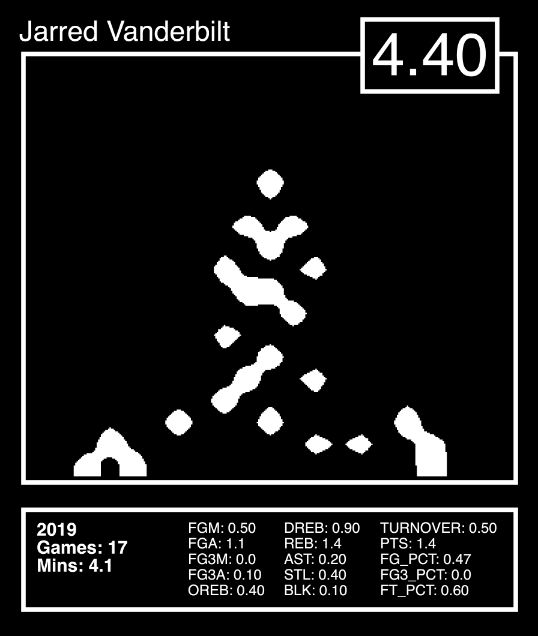 Jarred Vanderbilt
4.40
2019
Games: 17
Mins: 4.1
FGM: 0.50
FGA: 1.1
FG3M: 0.0
FG3A: 0.10
OREB: 0.40
DREB: 0.90
REB: 1.4
AST: 0.20
STL: 0.40
BLK: 0.10
TURNOVER: 0.50
PTS: 1.4
FG_PCT: 0.47
FG3_PCT: 0.0
FT_PCT: 0.60